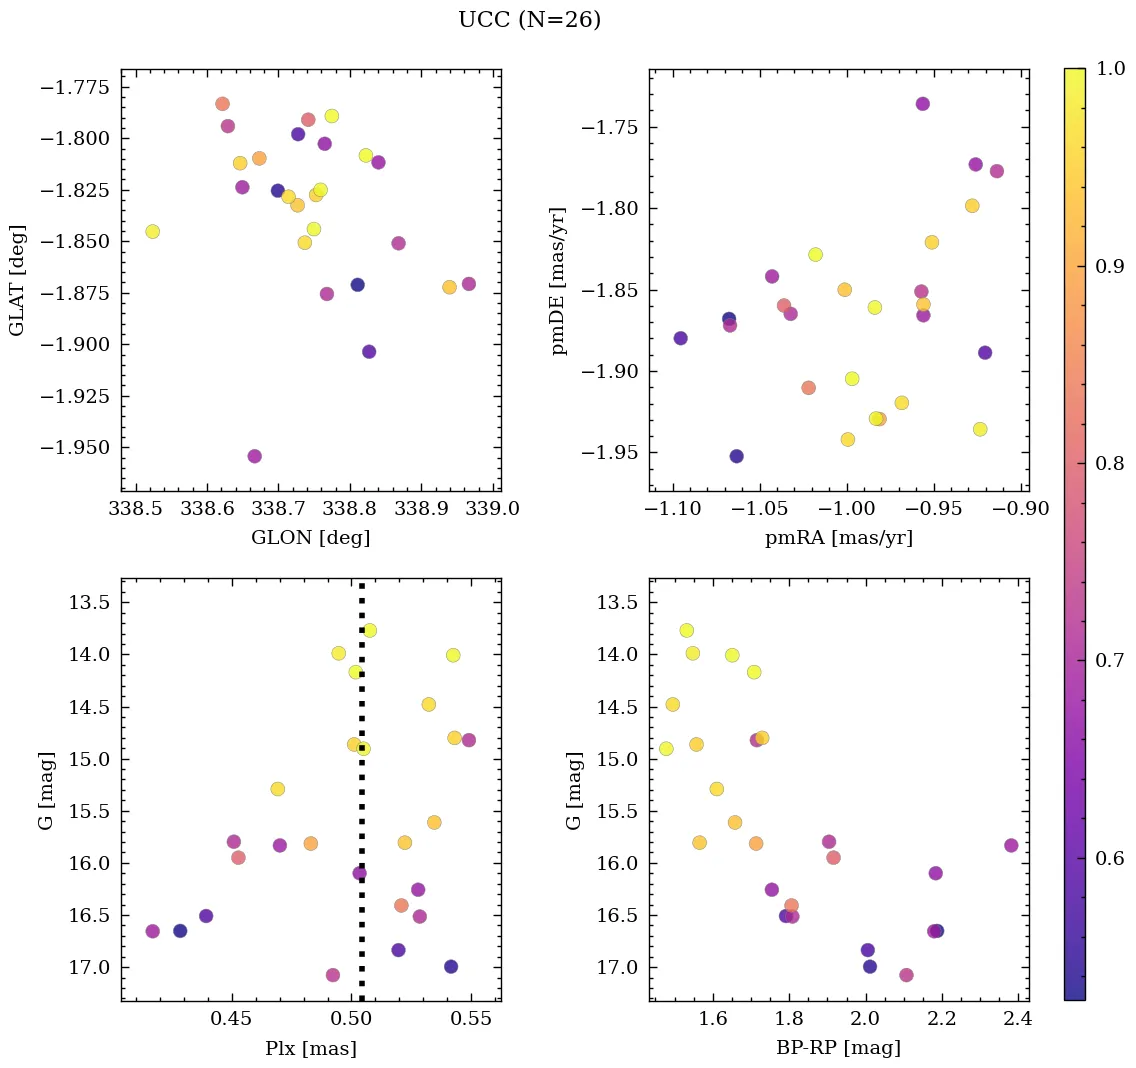 UCC (N=26)
−1.775
−1.800
−1.825
−1.850
−1.875
−1.900
−1.925
−1.950
GLAT [deg]
338.5 338.6 338.7 338.8 338.9 339.0
GLON [deg]
−1.75
−1.80
−1.85
−1.90
−1.95
pmDE [mas/yr]
−1.10 −1.05 −1.00 −0.95 −0.90
pmRA [mas/yr]
1.0
0.9
0.8
0.7
0.6
13.5
14.0
14.5
15.0
15.5
16.0
16.5
17.0
G [mag]
0.45 0.50 0.55
Plx [mas]
13.5
14.0
14.5
15.0
15.5
16.0
16.5
17.0
G [mag]
1.6 1.8 2.0 2.2 2.4
BP-RP [mag]